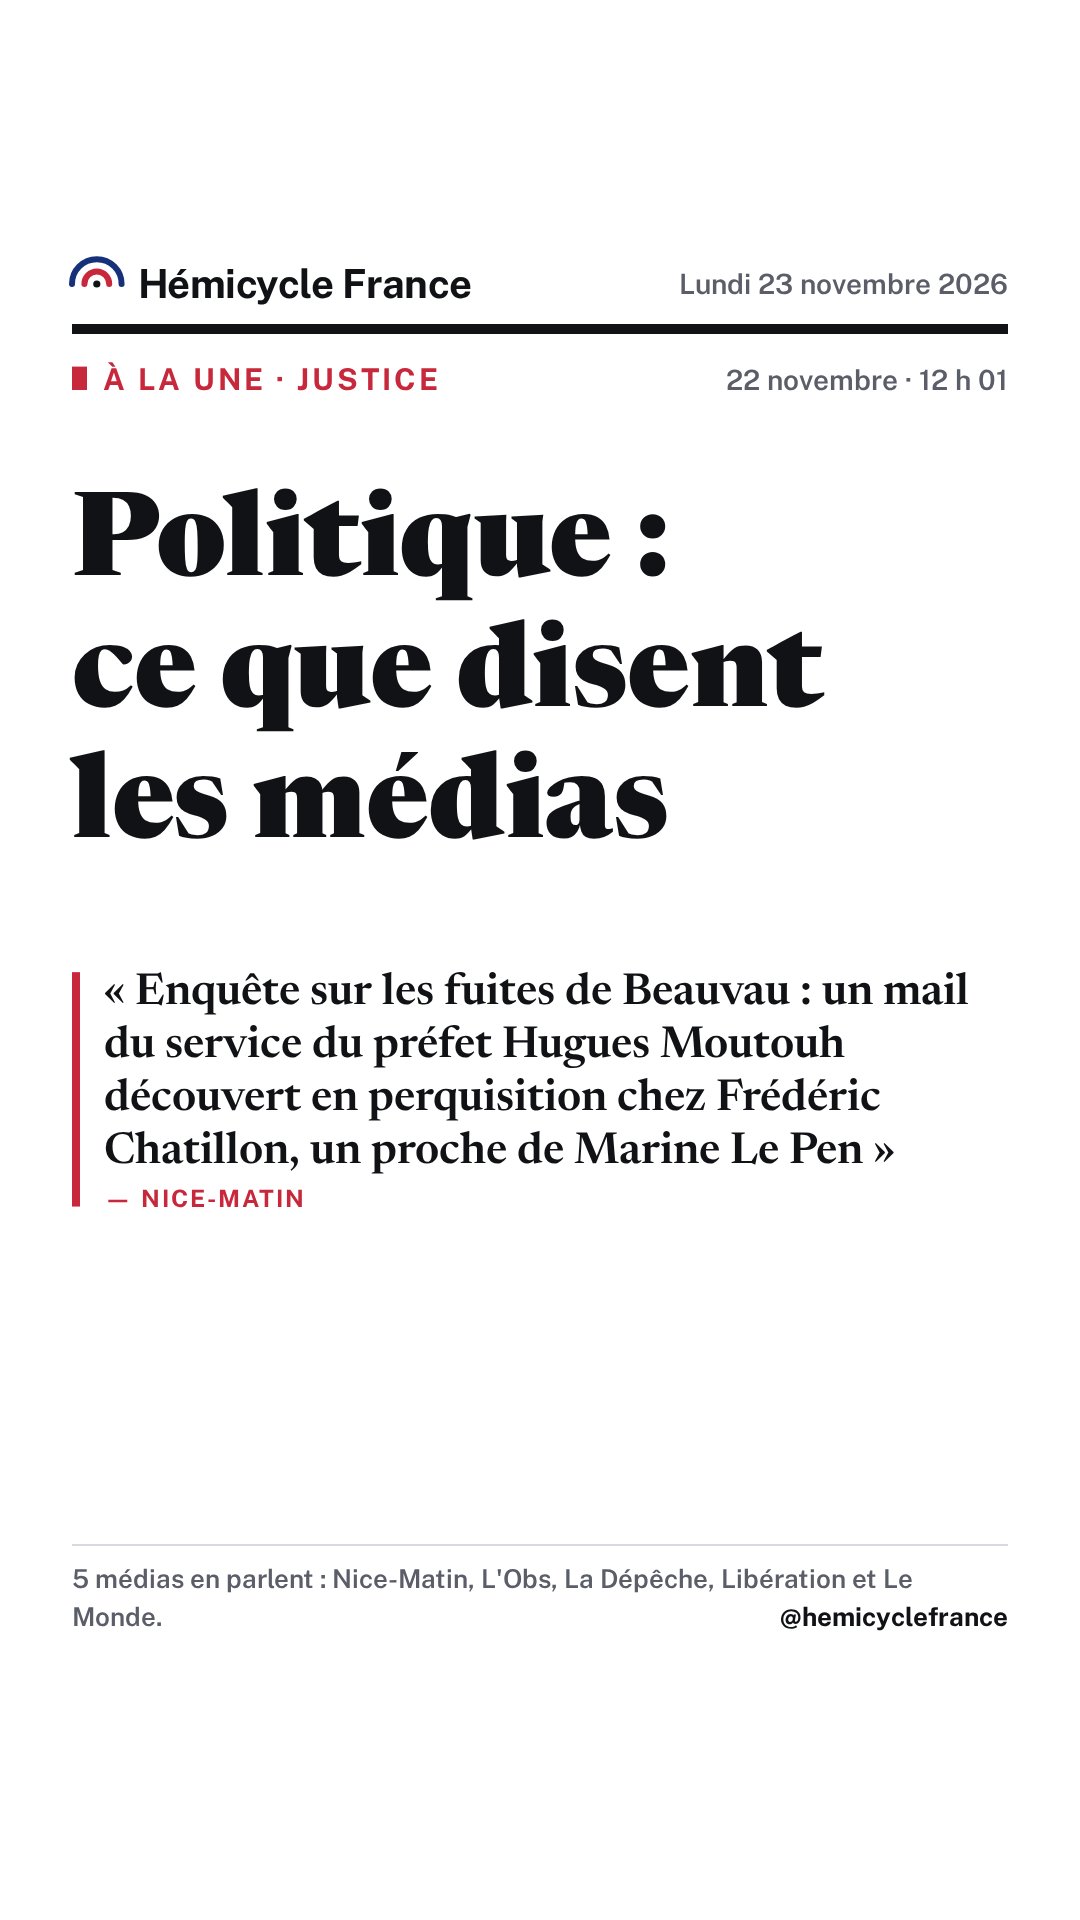 Hémicycle France
Lundi 23 novembre 2026
À LA UNE · JUSTICE
22 novembre · 12 h 01
Politique :
ce que disent
les médias
« Enquête sur les fuites de Beauvau : un mail
du service du préfet Hugues Moutouh
découvert en perquisition chez Frédéric
Chatillon, un proche de Marine Le Pen »
— NICE-MATIN
5 médias en parlent : Nice-Matin, L'Obs, La Dépêche, Libération et Le
Monde.
@hemicyclefrance